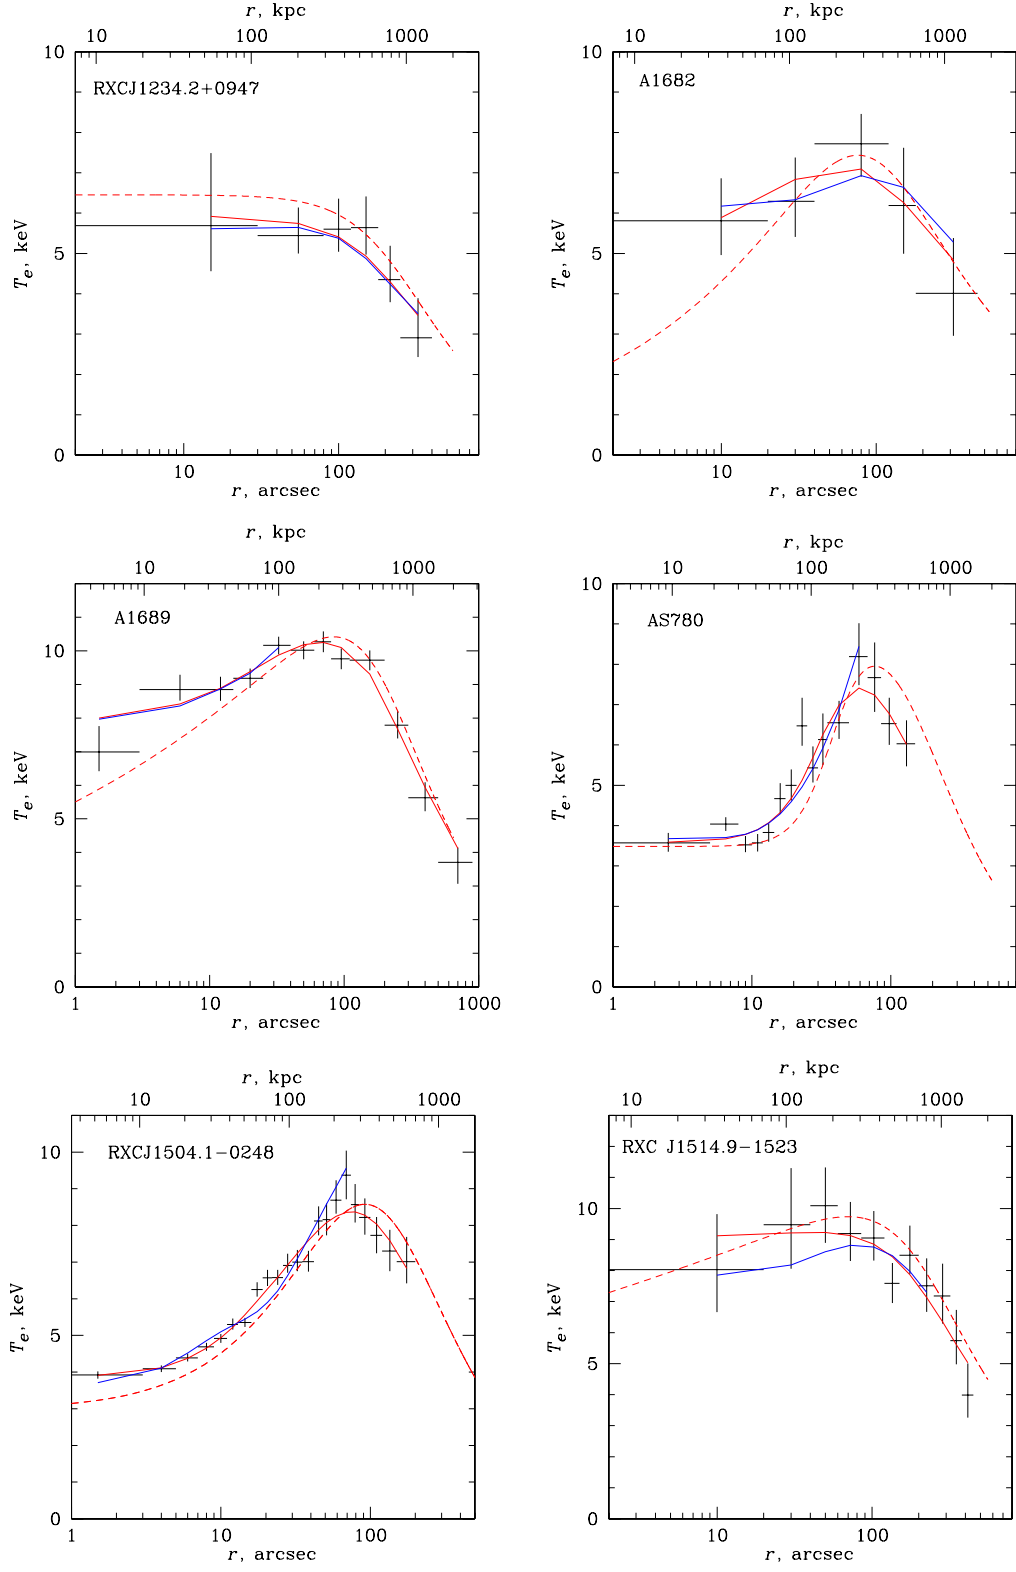 r, kpc
10 100 1000
10
RXCJ1234.2+0947
5
T_e, keV
0
10 100
r, arcsec
r, kpc
10 100 1000
10
A1682
5
T_e, keV
0
10 100
r, arcsec
r, kpc
10 100 1000
A1689
10
5
T_e, keV
0
1 10 100 1000
r, arcsec
r, kpc
10 100 1000
10
AS780
5
T_e, keV
0
1 10 100
r, arcsec
r, kpc
10 100 1000
10
RXCJ1504.1−0248
5
T_e, keV
0
1 10 100
r, arcsec
r, kpc
10 100 1000
RXC J1514.9−1523
10
5
T_e, keV
0
10 100
r, arcsec